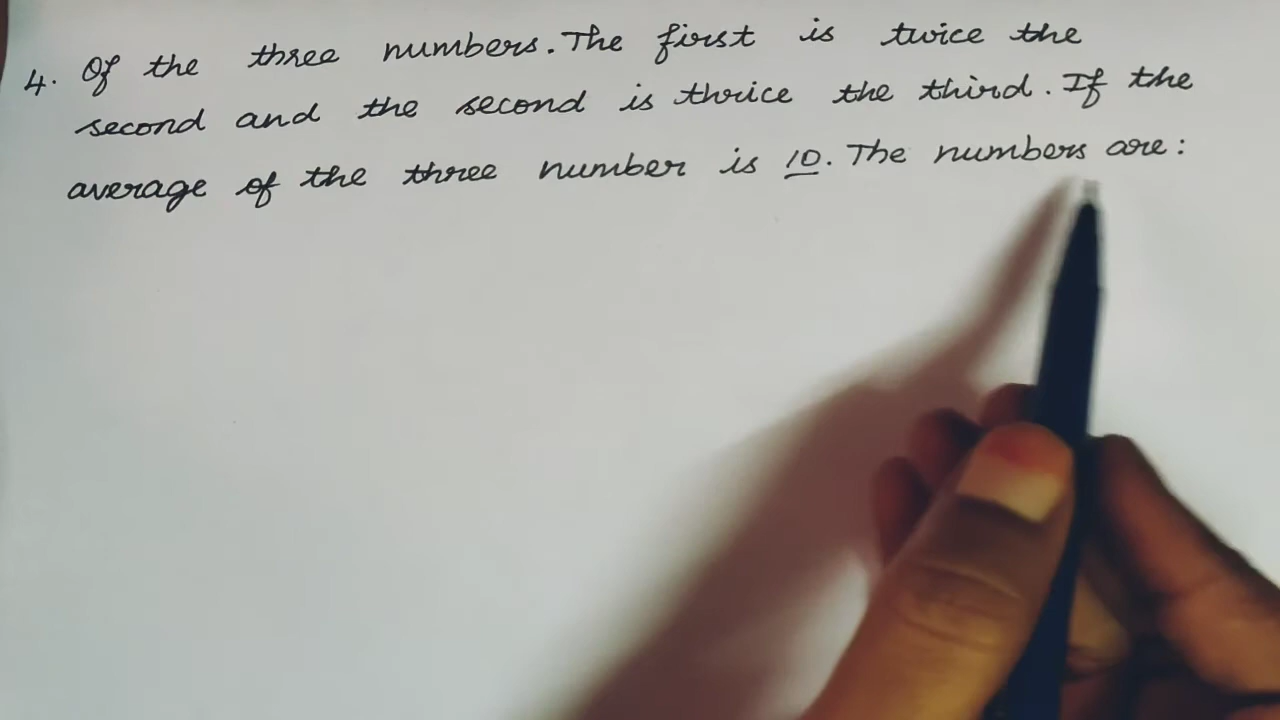 4. Of the three numbers. The first is twice the
second and the second is thrice the third. If the
average of the three number is 10. The numbers are: